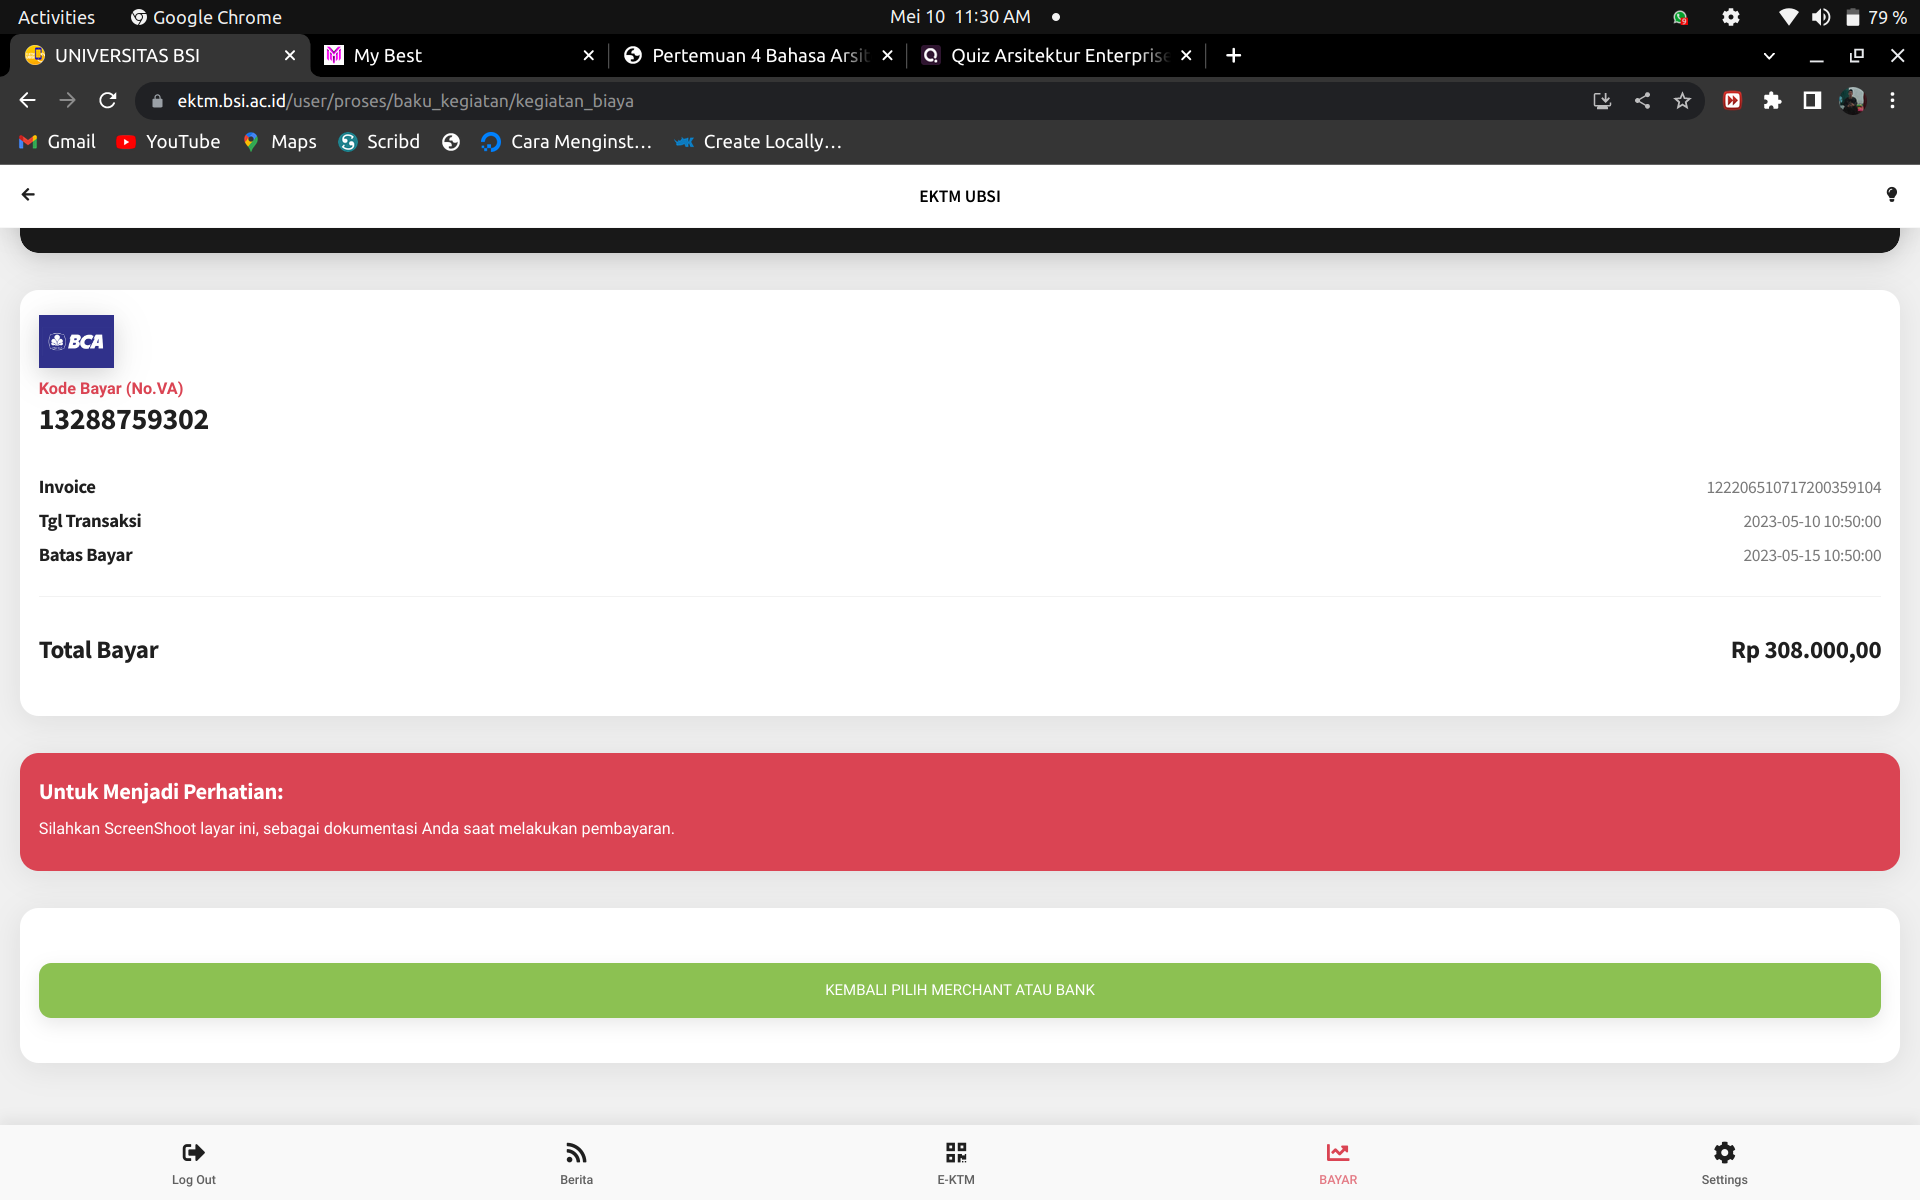 Activities
Google Chrome
Mei 10 11:30 AM
79 %
UNIVERSITAS BSI
My Best
Pertemuan 4 Bahasa Arsit
Quiz Arsitektur Enterprise
ektm.bsi.ac.id/user/proses/baku_kegiatan/kegiatan_biaya
Gmail
YouTube
Maps
Scribd
Cara Menginst...
Create Locally...
EKTM UBSI
BCA
Kode Bayar (No.VA)
13288759302
Invoice 122206510717200359104
Tgl Transaksi 2023-05-10 10:50:00
Batas Bayar 2023-05-15 10:50:00
Total Bayar Rp 308.000,00
Untuk Menjadi Perhatian:
Silahkan ScreenShoot layar ini, sebagai dokumentasi Anda saat melakukan pembayaran.
KEMBALI PILIH MERCHANT ATAU BANK
Log Out
Berita
E-KTM
BAYAR
Settings